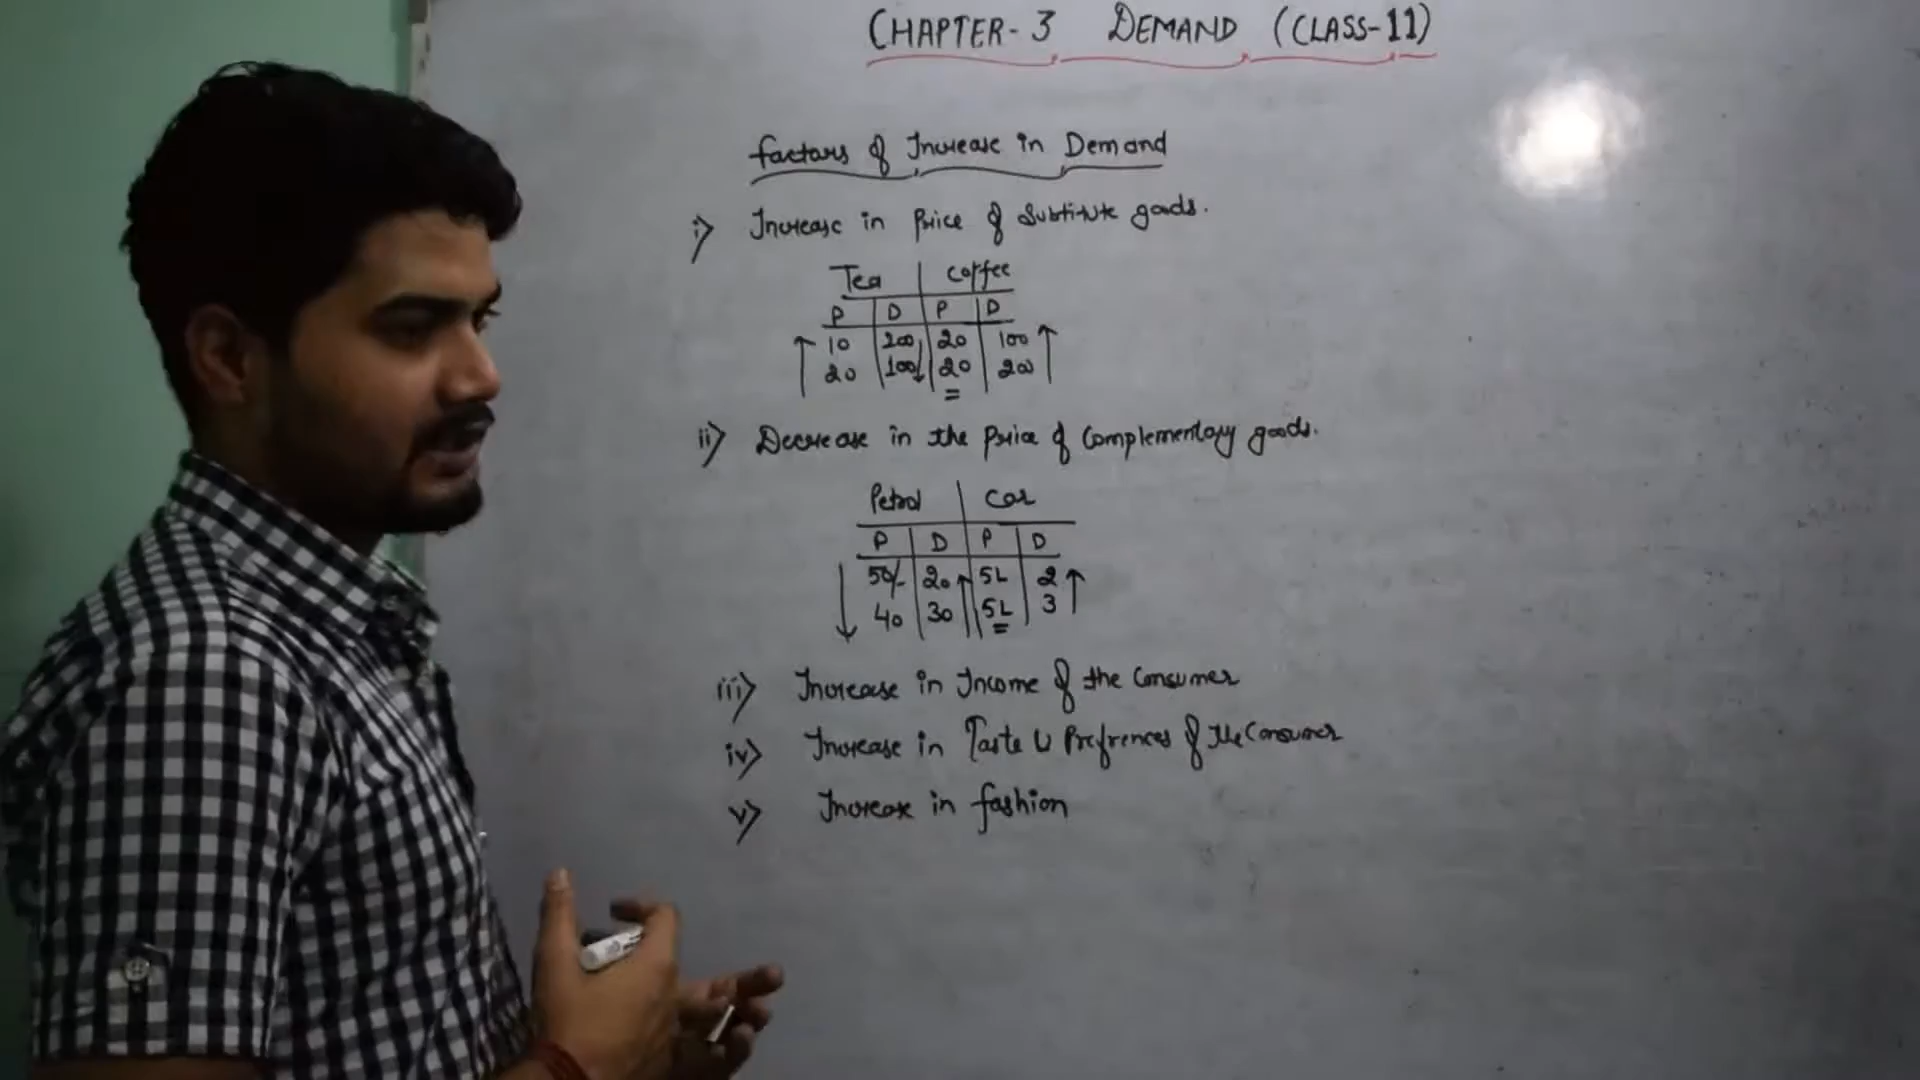 CHAPTER-3 DEMAND (CLASS-11)
factors of Increase in Demand
i> Increase in Price of Subtitute goods.
Tea | Coffee
P | D | P | D
10 | 200 | 20 | 100
20 | 100 | 20 | 200
=
ii> Decrease in the Price of Complementary goods.
Petrol | Car
P | D | P | D
50/- | 20 | 5L | 2
40 | 30 | 5L | 3
=
iii> Increase in Income of the Consumer
iv> Increase in Taste & Prefrences of the Consumer
v> Increase in fashion